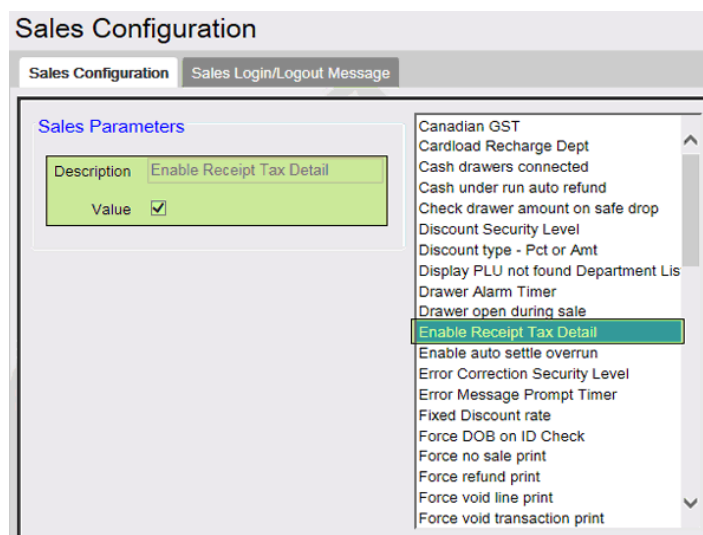 Sales Configuration
Sales Configuration
Sales Login/Logout Message
Sales Parameters
Description Enable Receipt Tax Detail
Value
Canadian GST
Cardload Recharge Dept
Cash drawers connected
Cash under run auto refund
Check drawer amount on safe drop
Discount Security Level
Discount type - Pct or Amt
Display PLU not found Department Lis
Drawer Alarm Timer
Drawer open during sale
Enable Receipt Tax Detail
Enable auto settle overrun
Error Correction Security Level
Error Message Prompt Timer
Fixed Discount rate
Force DOB on ID Check
Force no sale print
Force refund print
Force void line print
Force void transaction print